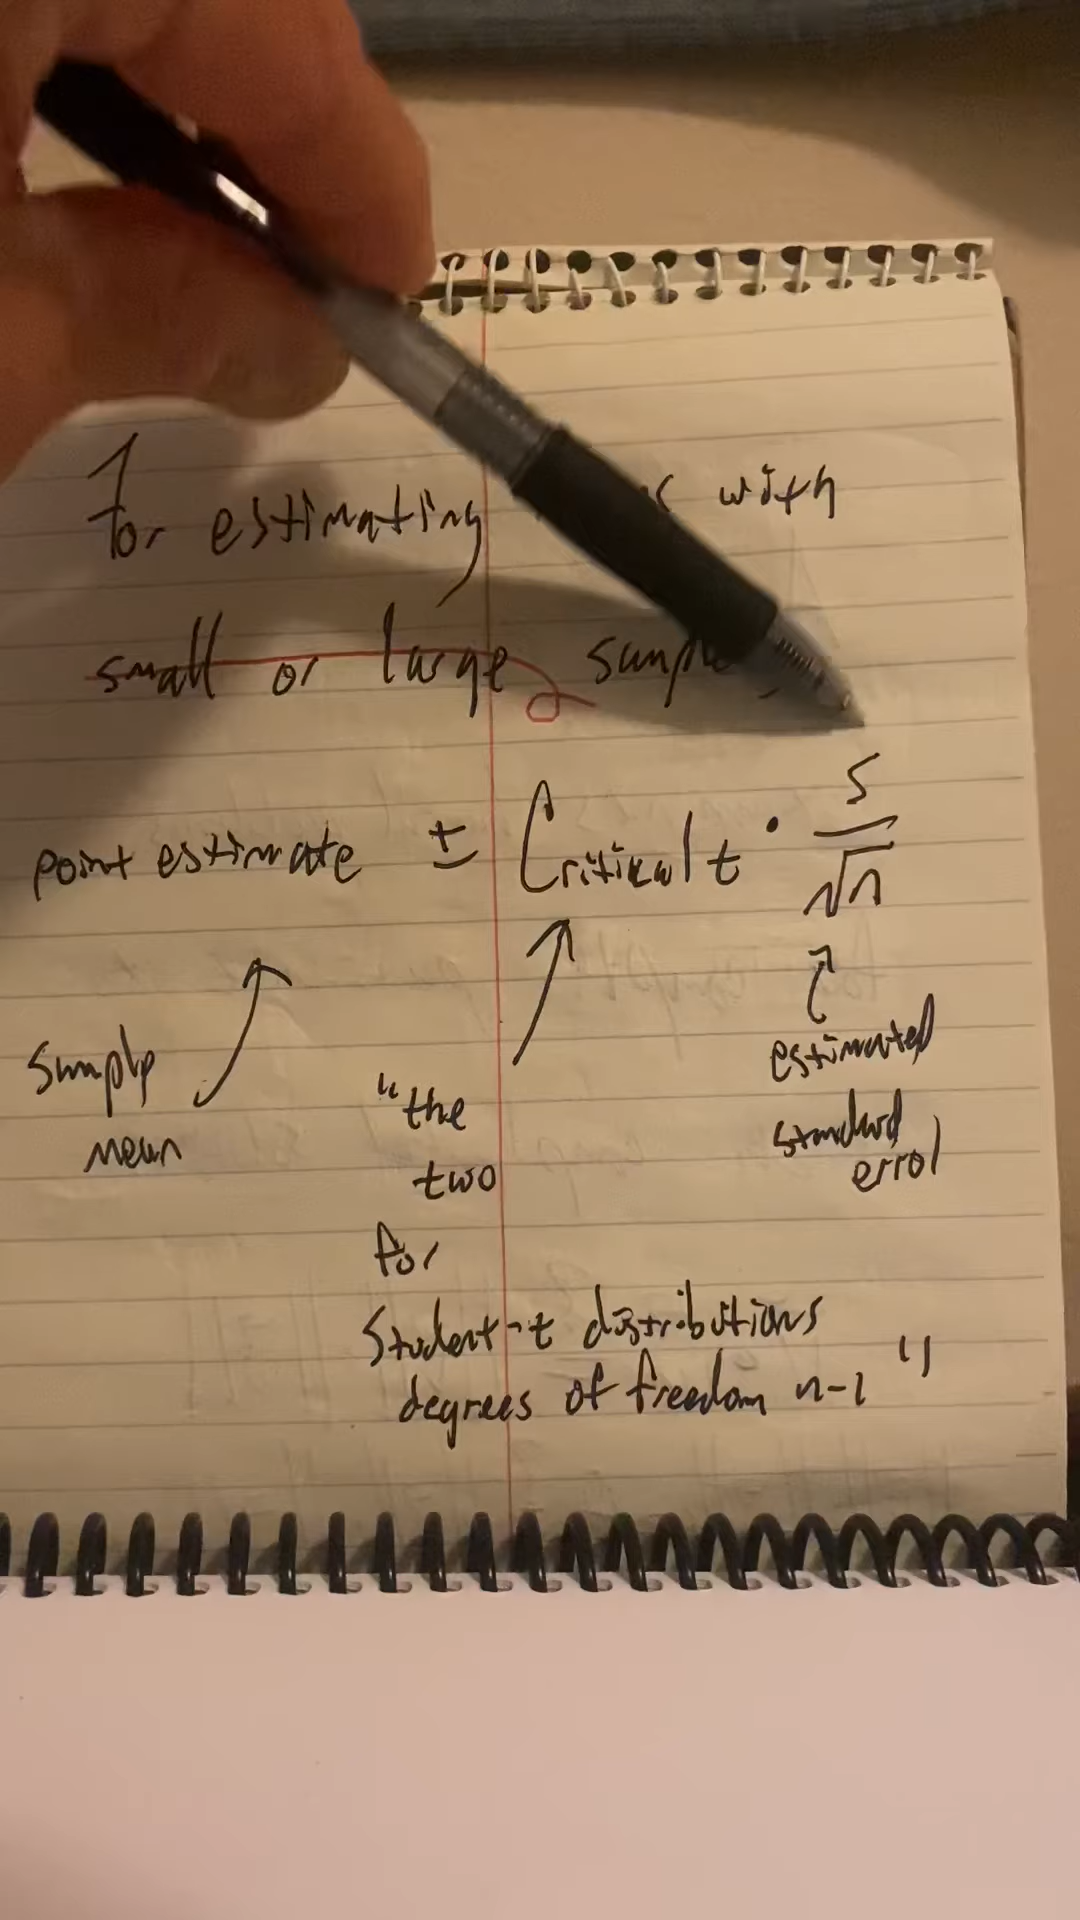 For estimating with
small or large
point estimate ± Critical t · s/√n
sample mean
"the two for Student-t distributions degrees of freedom n-1"
estimated standard error